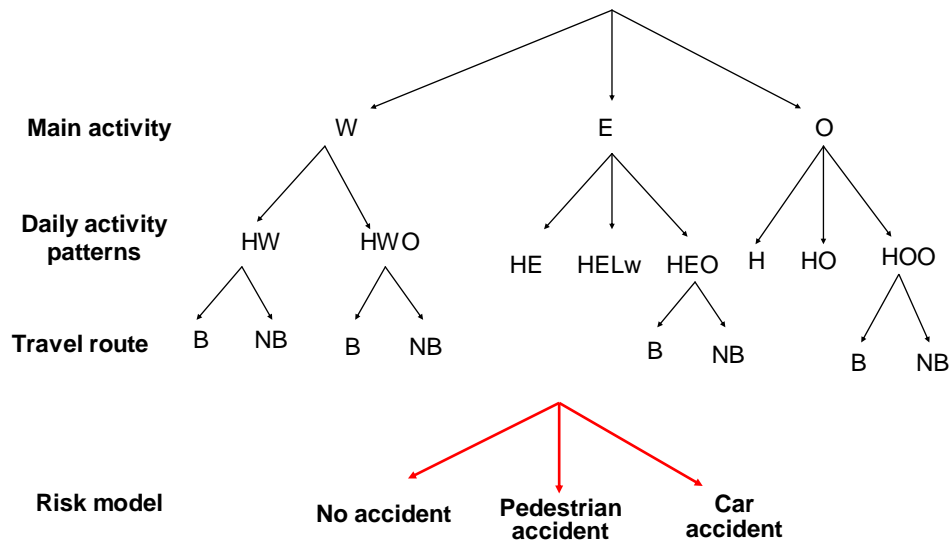 Main activity
W
E
O
Daily activity
patterns
HW
HWO
HE
HELw
HEO
H
HO
HOO
Travel route
B
NB
B
NB
B
NB
B
NB
Risk model
No accident
Pedestrian
accident
Car
accident